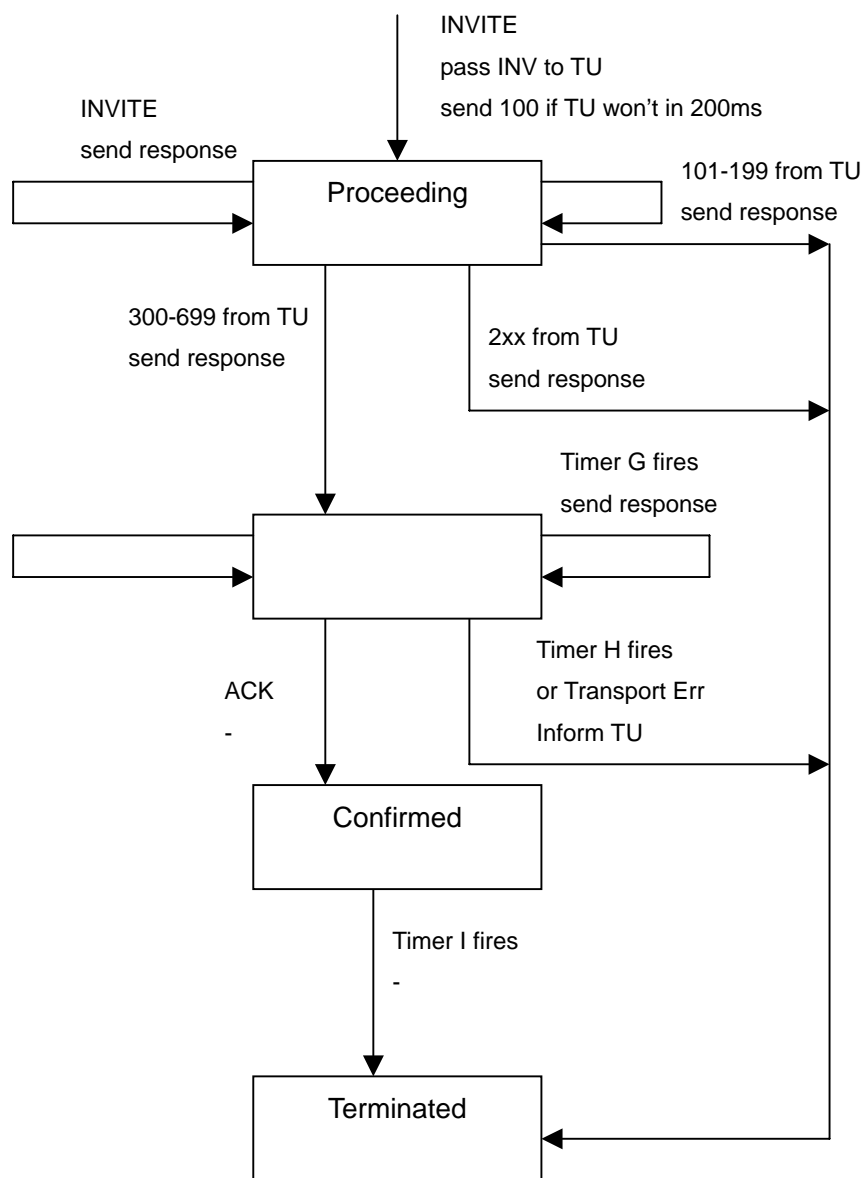 INVITE
pass INV to TU
send 100 if TU won't in 200ms
INVITE
send response
Proceeding
101-199 from TU
send response
300-699 from TU
send response
2xx from TU
send response
Timer G fires
send response
Timer H fires
or Transport Err
Inform TU
ACK
-
Confirmed
Timer I fires
-
Terminated